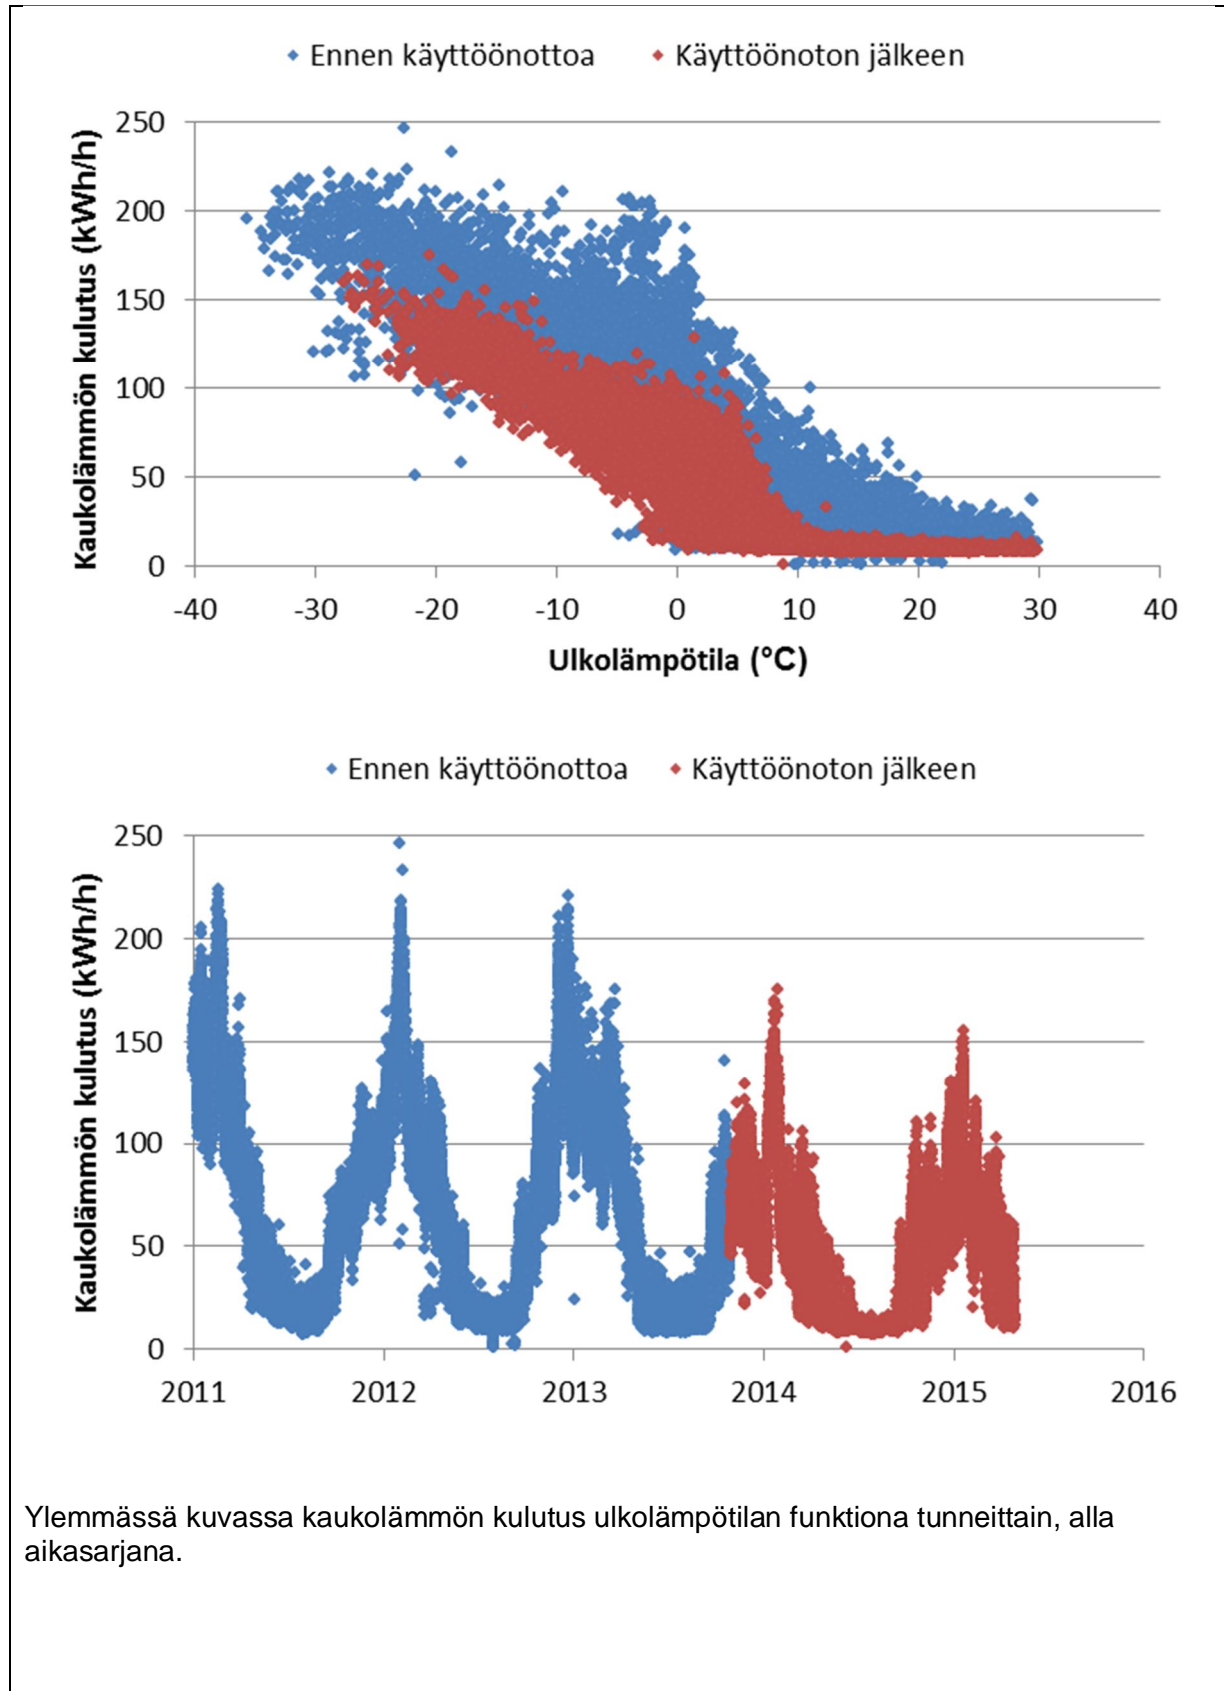 Ennen käyttöönottoa Käyttöönoton jälkeen
Kaukolämmön kulutus (kWh/h)
250
200
150
100
50
0
-40 -30 -20 -10 0 10 20 30 40
Ulkolämpötila (°C)
Ennen käyttöönottoa Käyttöönoton jälkeen
Kaukolämmön kulutus (kWh/h)
250
200
150
100
50
0
2011 2012 2013 2014 2015 2016
Ylemmässä kuvassa kaukolämmön kulutus ulkolämpötilan funktiona tunneittain, alla
aikasarjana.